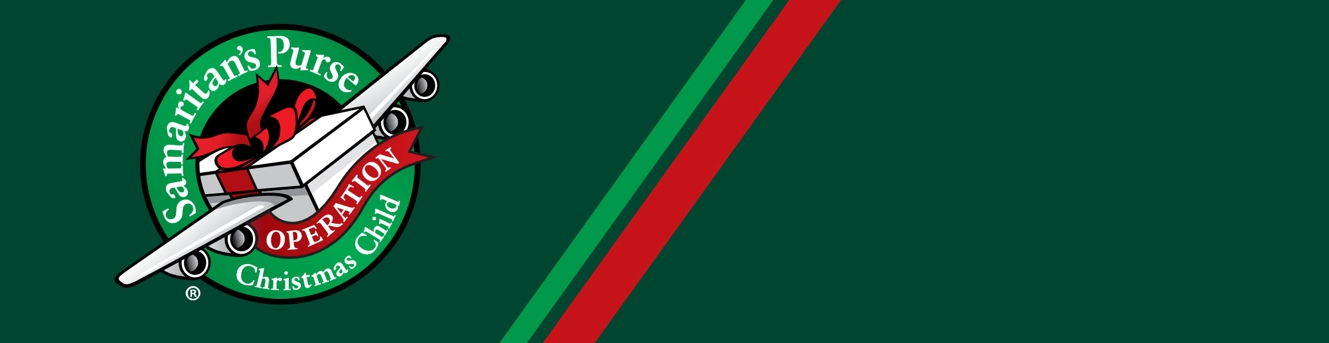 Samaritan's Purse
OPERATION
Christmas Child
®